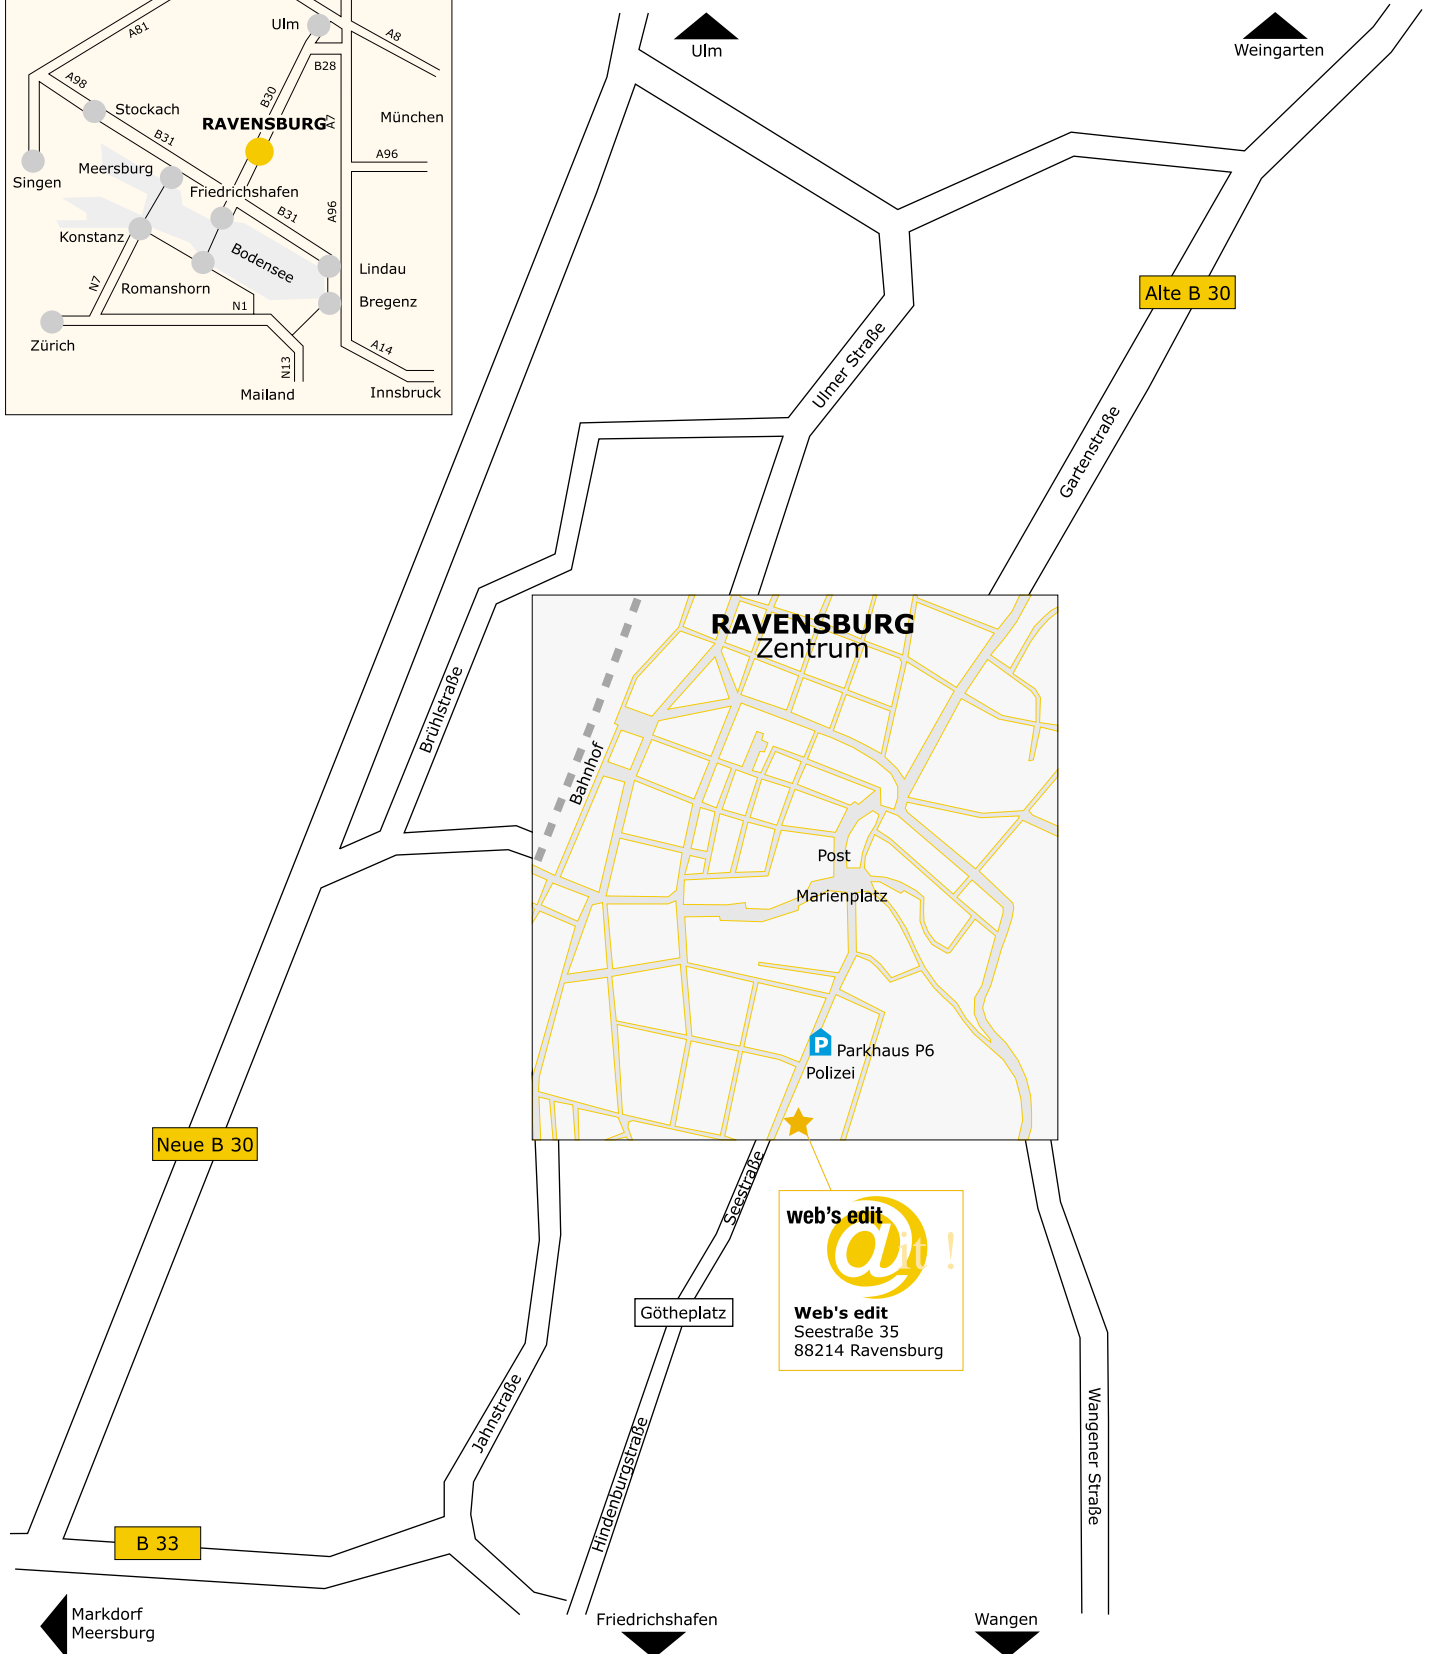 A81
Ulm
A8
B28
A98
B30
Stockach
A7
München
RAVENSBURG
B31
A96
Meersburg
Singen
Friedrichshafen
B31
A96
Konstanz
Bodensee
Lindau
N7
Romanshorn
N1
Bregenz
Zürich
A14
N13
Mailand
Innsbruck
Ulm
Weingarten
Alte B 30
Ulmer Straße
Gartenstraße
RAVENSBURG
Zentrum
Brühlstraße
Bahnhof
Post
Marienplatz
P
Parkhaus P6
Polizei
Neue B 30
Seestraße
web's edit
@it !
Web's edit
Seestraße 35
88214 Ravensburg
Götheplatz
Jahnstraße
Hindenburgstraße
Wangener Straße
B 33
Markdorf
Meersburg
Friedrichshafen
Wangen